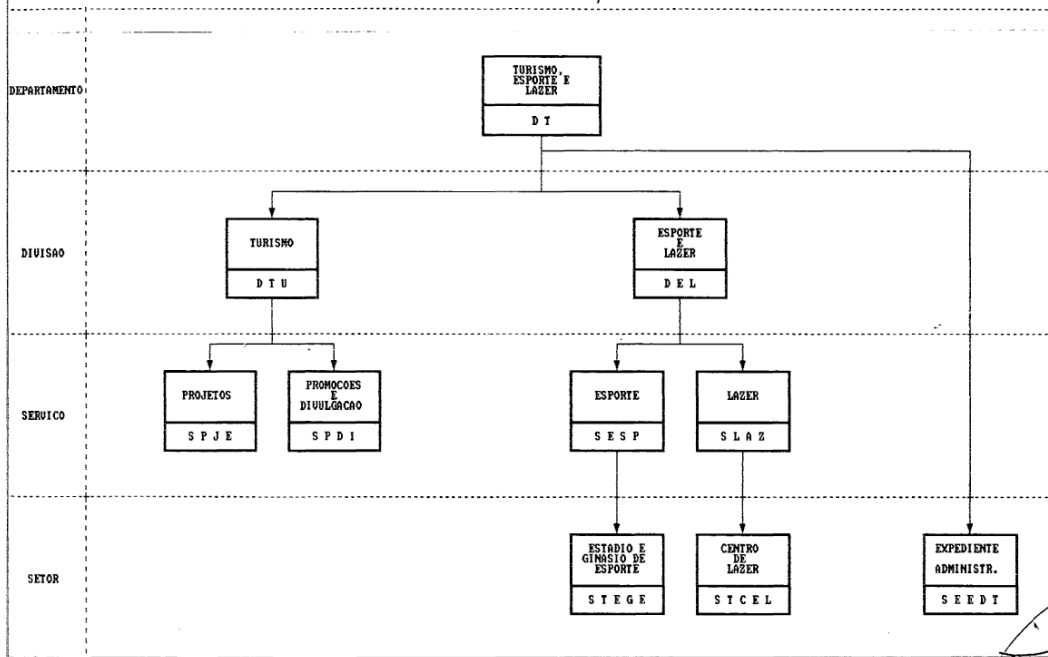 TURISMO,
ESPORTE E
LAZER
DEPARTAMENTO
D T
TURISMO
ESPORTE
E
LAZER
DIVISAO
D T U
D E L
PROJETOS
PROMOCOES
E
DIVULGACAO
ESPORTE
LAZER
SERVICO
S P J E
S P D I
S E S P
S L A Z
ESTADIO E
GINASIO DE
ESPORTE
CENTRO
DE
LAZER
EXPEDIENTE
ADMINISTR.
SETOR
S T E G E
S T C E L
S E E D T